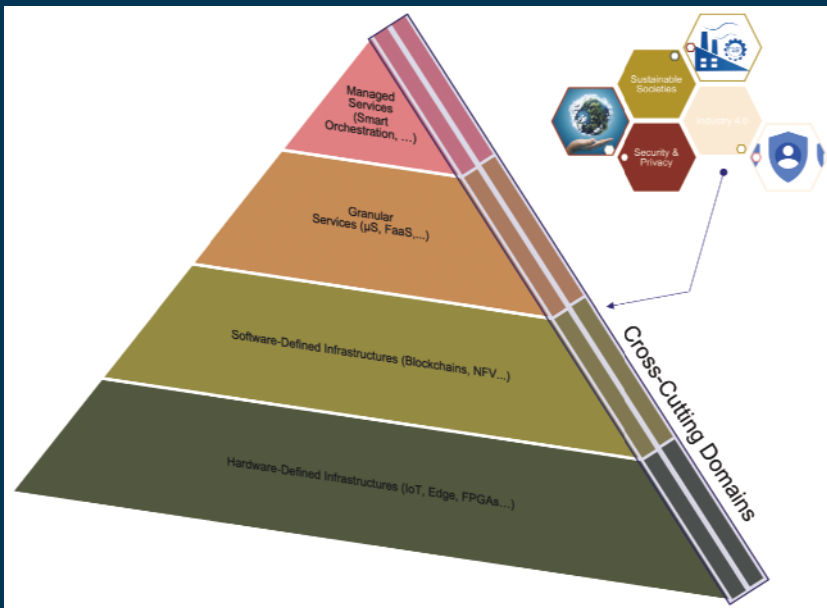 Managed
Services
(Smart
Orchestration, ...)
Granular
Services (µS, FaaS,...)
Software-Defined Infrastructures (Blockchains, NFV...)
Hardware-Defined Infrastructures (IoT, Edge, FPGAs...)
Sustainable
Societies
Industry 4.0
Security &
Privacy
Cross-Cutting Domains